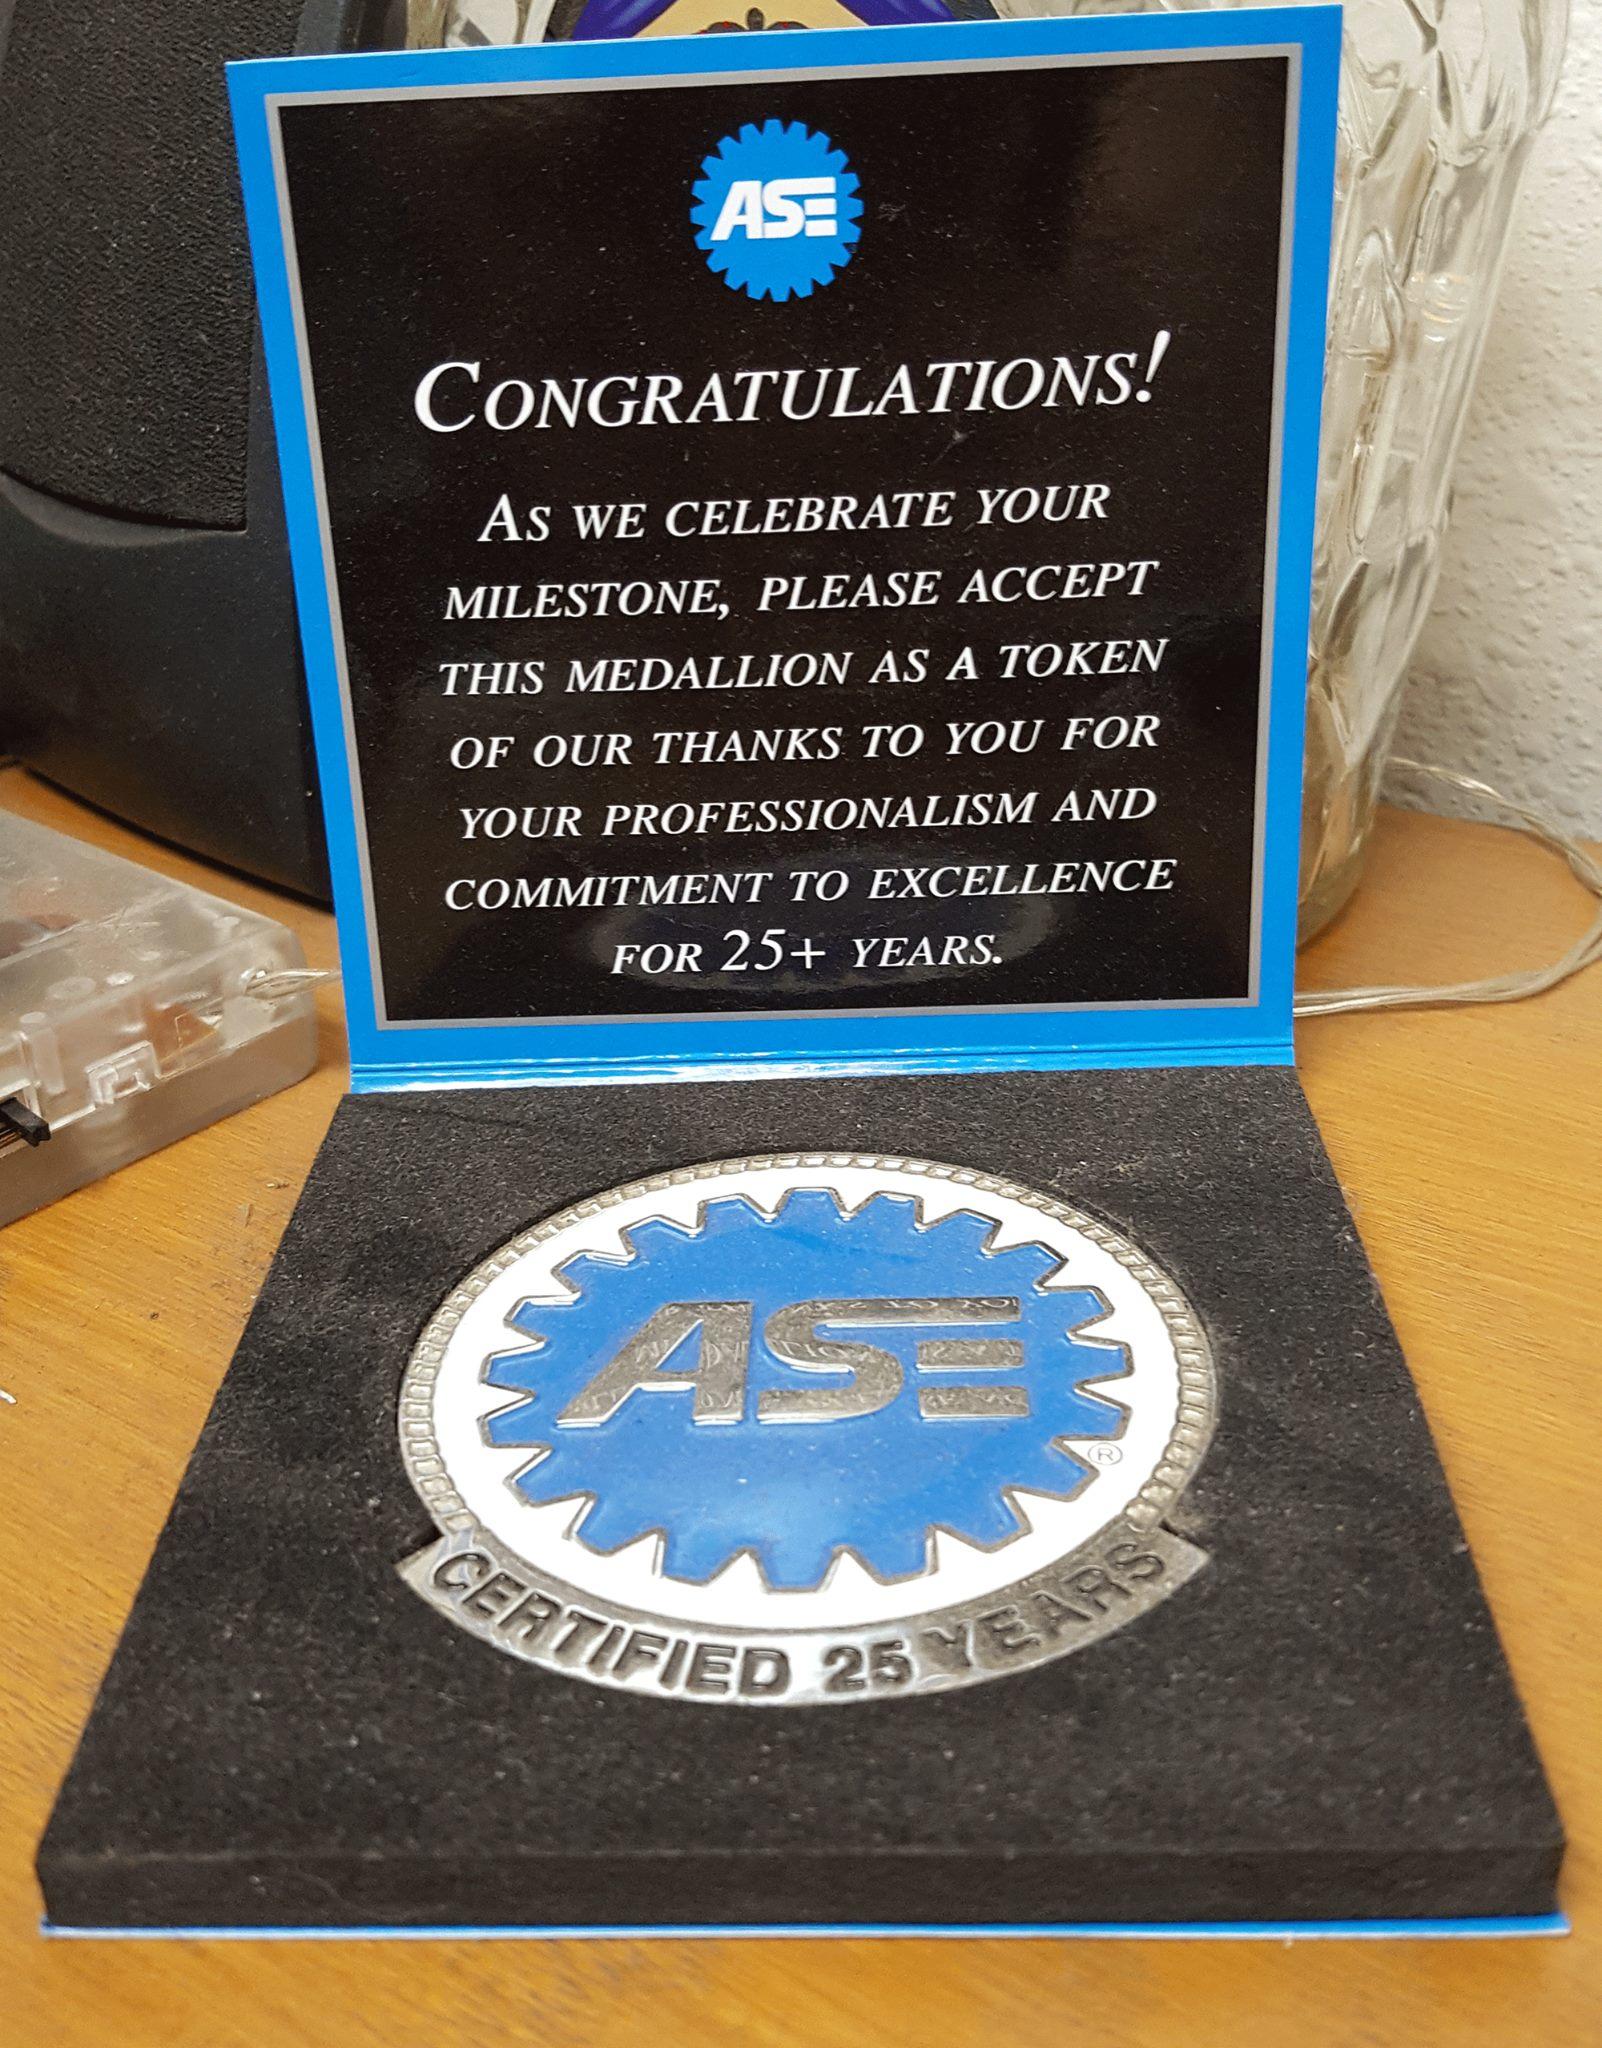 ASE
CONGRATULATIONS!
AS WE CELEBRATE YOUR
MILESTONE, PLEASE ACCEPT
THIS MEDALLION AS A TOKEN
OF OUR THANKS TO YOU FOR
YOUR PROFESSIONALISM AND
COMMITMENT TO EXCELLENCE
FOR 25+ YEARS.
ASE
®
CERTIFIED 25 YEARS